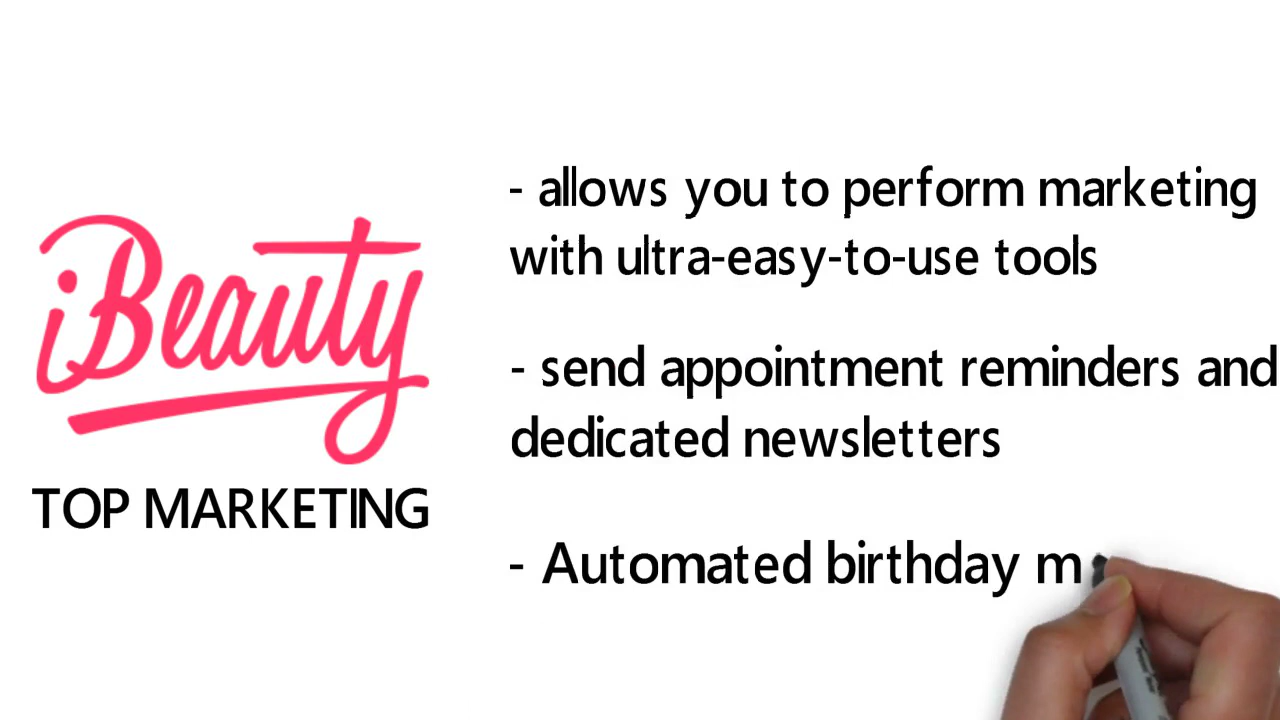 iBeauty
TOP MARKETING
- allows you to perform marketing
with ultra-easy-to-use tools
- send appointment reminders and
dedicated newsletters
- Automated birthday m